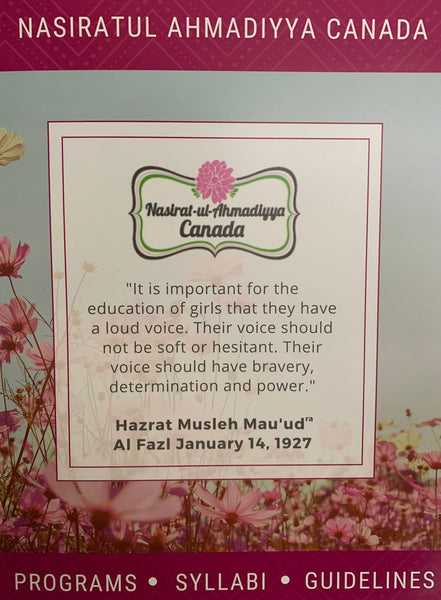 NASIRATUL AHMADIYYA CANADA
Nasirat-ul-Ahmadiyya
Canada
"It is important for the
education of girls that they have
a loud voice. Their voice should
not be soft or hesitant. Their
voice should have bravery,
determination and power."
Hazrat Musleh Mau'ud ra
Al Fazl January 14, 1927
PROGRAMS • SYLLABI • GUIDELINES